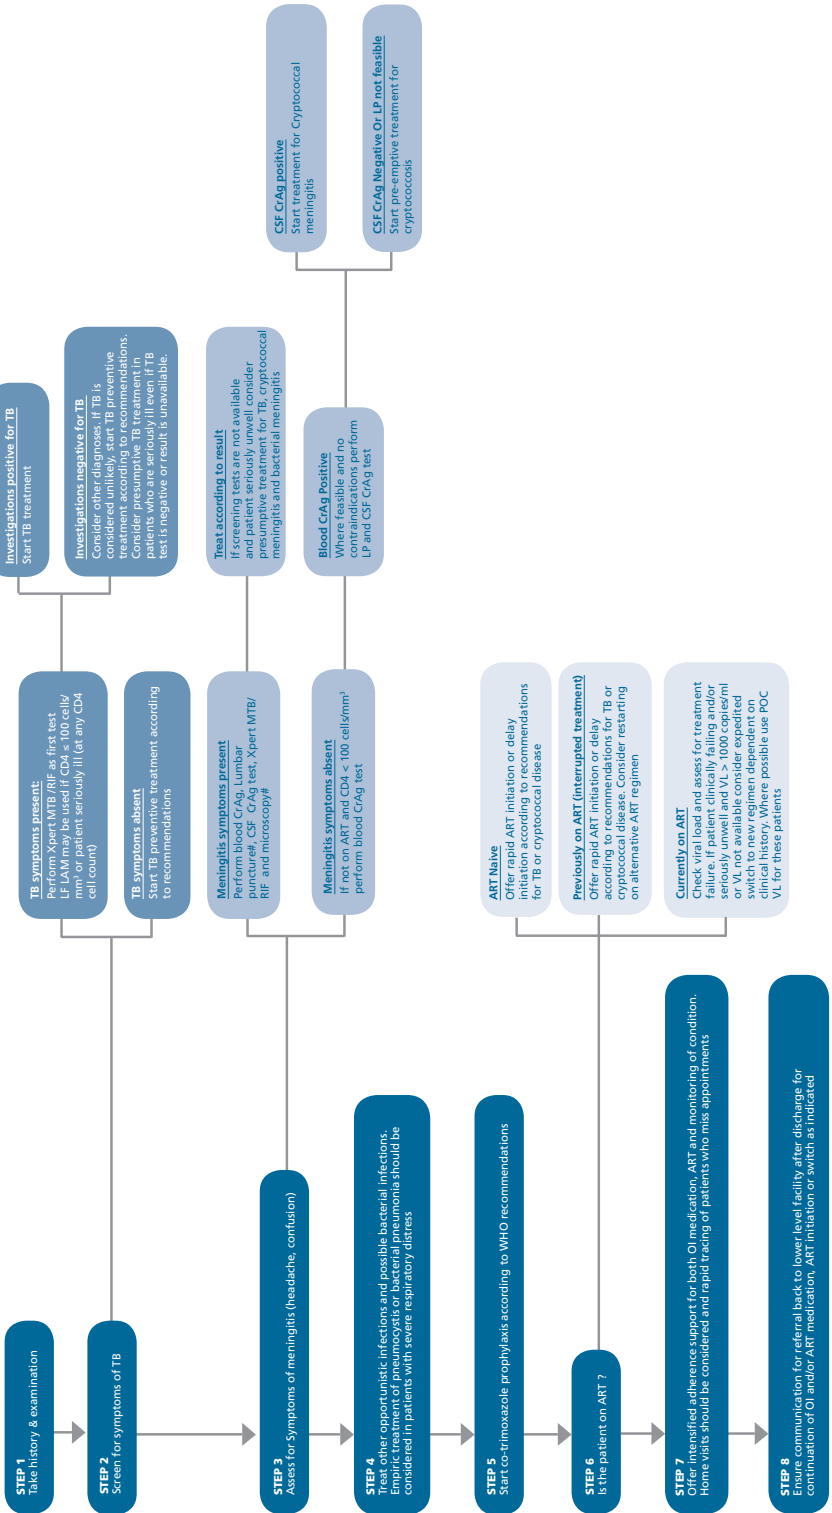 STEP 1
Take history & examination
STEP 2
Screen for symptoms of TB
TB symptoms present:
Perform Xpert MTB /RIF as first test
LF LAM may be used if CD4 ≤ 100 cells/
mm³ or patient seriously ill (at any CD4
cell count)
Investigations positive for TB
Start TB treatment
Investigations negative for TB
Consider other diagnoses. If TB is
considered unlikely, start TB preventive
treatment according to recommendations.
Consider presumptive TB treatment in
patients who are seriously ill even if TB
test is negative or result is unavailable.
TB symptoms absent
Start TB preventive treatment according
to recommendations
STEP 3
Assess for Symptoms of meningitis (headache, confusion)
Meningitis symptoms present
Perform blood CrAg, Lumbar
puncture#, CSF CrAg test, Xpert MTB/
RIF and microscopy#
Treat according to result
If screening tests are not available
and patient seriously unwell consider
presumptive treatment for TB, cryptococcal
meningitis and bacterial meningitis
Meningitis symptoms absent
If not on ART and CD4 < 100 cells/mm³
perform blood CrAg test
Blood CrAg Positive
Where feasible and no
contraindications perform
LP and CSF CrAg test
CSF CrAg positive
Start treatment for Cryptococcal
meningitis
CSF CrAg Negative Or LP not feasible
Start pre-emptive treatment for
cryptococcosis
STEP 4
Treat other opportunistic infections and possible bacterial infections.
Empiric treatment of pneumocystis or bacterial pneumonia should be
considered in patients with severe respiratory distress
STEP 5
Start co-trimoxazole prophylaxis according to WHO recommendations
STEP 6
Is the patient on ART ?
ART Naive
Offer rapid ART initiation or delay
initiation according to recommendations
for TB or cryptococcal disease
Previously on ART (interrupted treatment)
Offer rapid ART initiation or delay
according to recommendations for TB or
cryptococcal disease. Consider restarting
on alternative ART regimen
Currently on ART
Check viral load and assess for treatment
failure. If patient clinically failing and/or
seriously unwell and VL > 1000 copies/ml
or VL not available consider expedited
switch to new regimen dependent on
clinical history. Where possible use POC
VL for these patients
STEP 7
Offer intensified adherence support for both OI medication, ART and monitoring of condition.
Home visits should be considered and rapid tracing of patients who miss appointments
STEP 8
Ensure communication for referral back to lower level facility after discharge for
continuation of OI and/or ART medication, ART initiation or switch as indicated